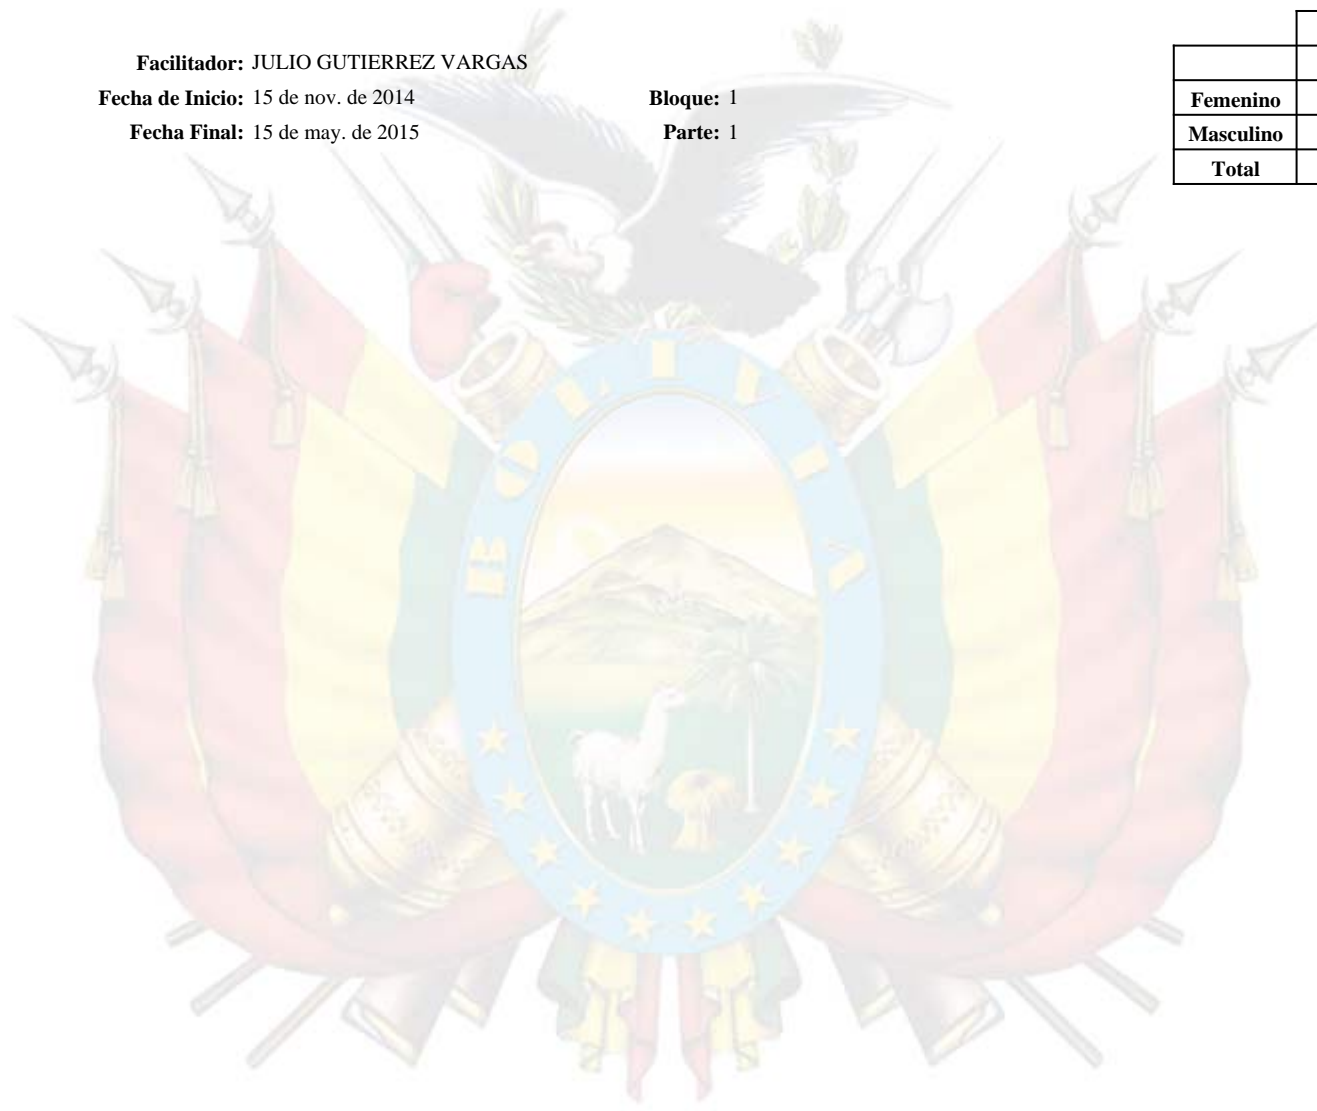 Facilitador: JULIO GUTIERREZ VARGAS
Fecha de Inicio: 15 de nov. de 2014 Bloque: 1
Fecha Final: 15 de may. de 2015 Parte: 1
Femenino
Masculino
Total
BOLIVIA